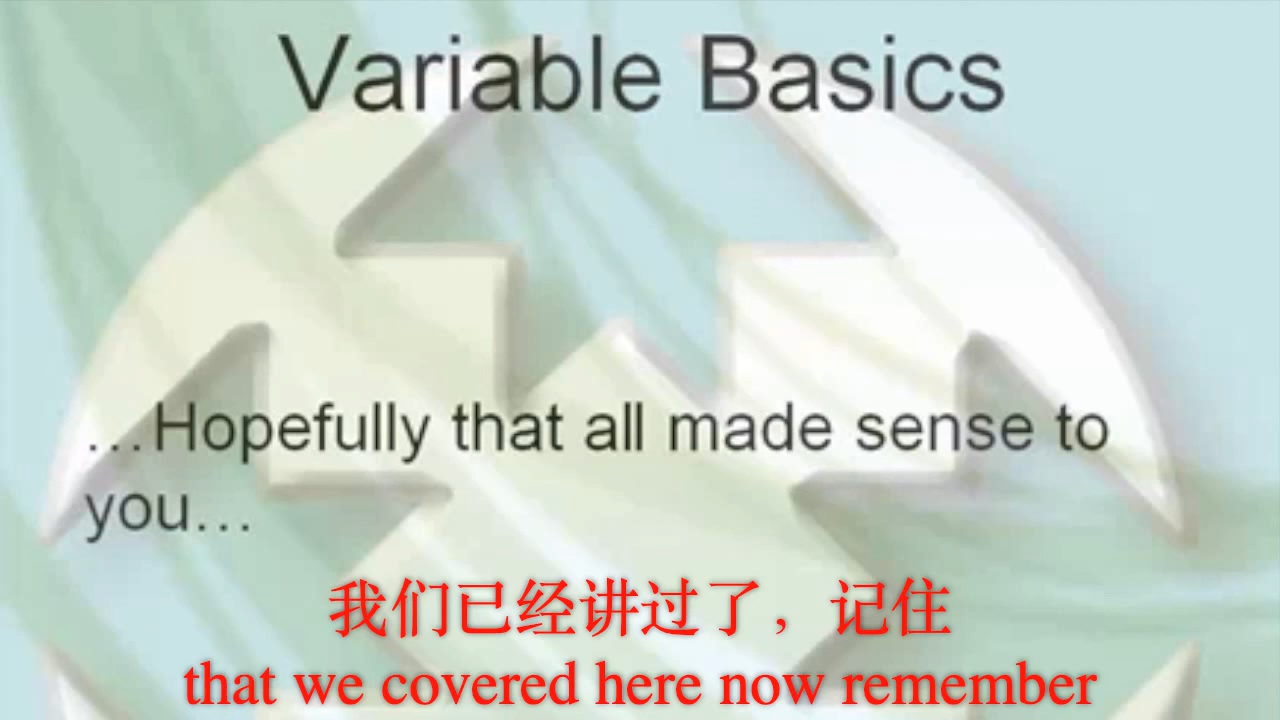 Variable Basics
…Hopefully that all made sense to
you…
我们已经讲过了，记住
that we covered here now remember